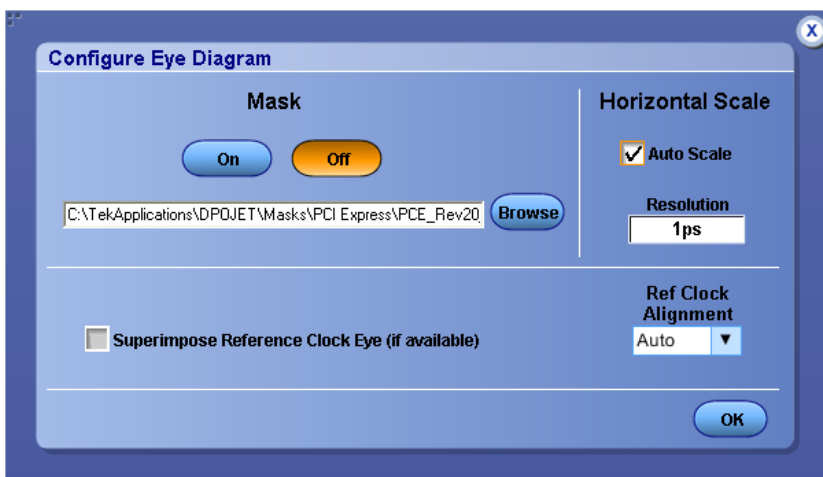 X
Configure Eye Diagram
Mask
On
Off
C:\TekApplications\DPOJET\Masks\PCI Express\PCE_Rev20_
Browse
Horizontal Scale
Auto Scale
Resolution
1ps
Superimpose Reference Clock Eye (if available)
Ref Clock
Alignment
Auto
OK